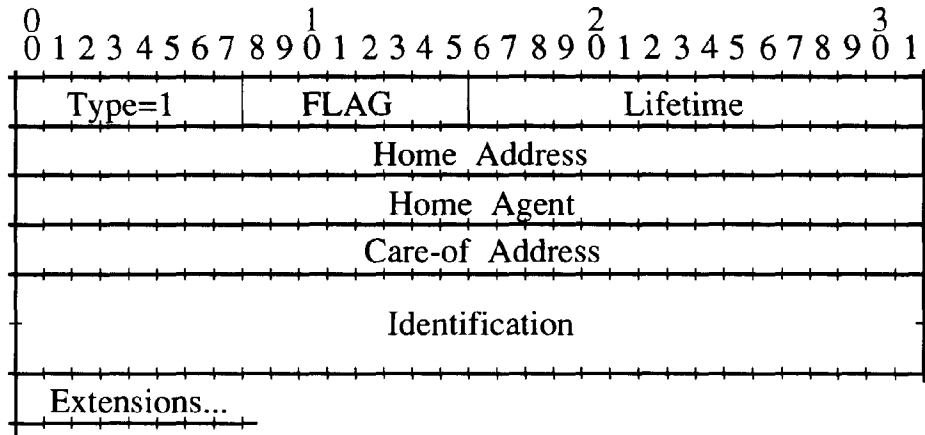 0 1 2 3
0 1 2 3 4 5 6 7 8 9 0 1 2 3 4 5 6 7 8 9 0 1 2 3 4 5 6 7 8 9 0 1
Type=1 FLAG Lifetime
Home Address
Home Agent
Care-of Address
Identification
Extensions...